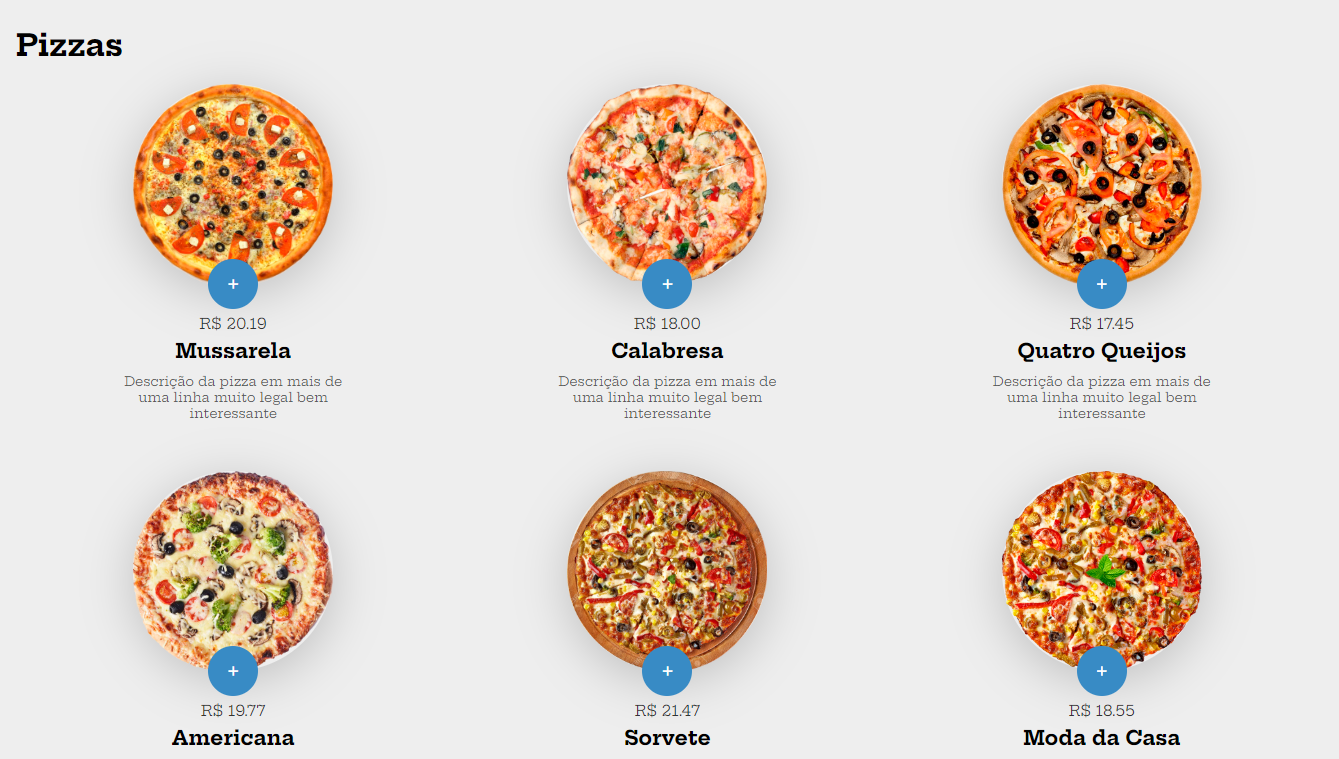 Pizzas
+
+
+
R$ 20.19
R$ 18.00
R$ 17.45
Mussarela
Calabresa
Quatro Queijos
Descrição da pizza em mais de
uma linha muito legal bem
interessante
Descrição da pizza em mais de
uma linha muito legal bem
interessante
Descrição da pizza em mais de
uma linha muito legal bem
interessante
+
+
+
R$ 19.77
R$ 21.47
R$ 18.55
Americana
Sorvete
Moda da Casa